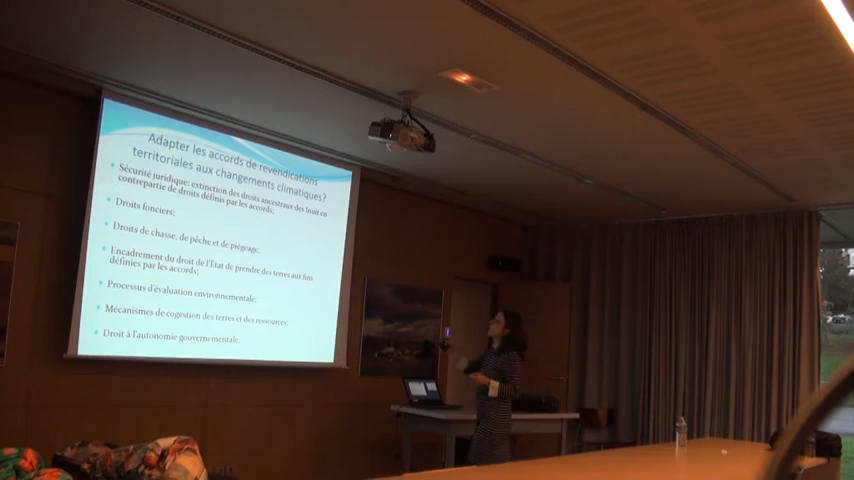 Adapter les accords de revendications
territoriales aux changements climatiques?
Sécurité juridique: extinction des droits ancestraux des Inuit en
contrepartie de droits définis par les accords;
Droits fonciers;
Droits de chasse, de pêche et de piégeage;
Encadrement du droit de l'État de prendre des terres aux fins
définies par les accords;
Processus d'évaluation environnementale;
Mécanismes de cogestion des terres et des ressources;
Droit à l'autonomie gouvernementale.